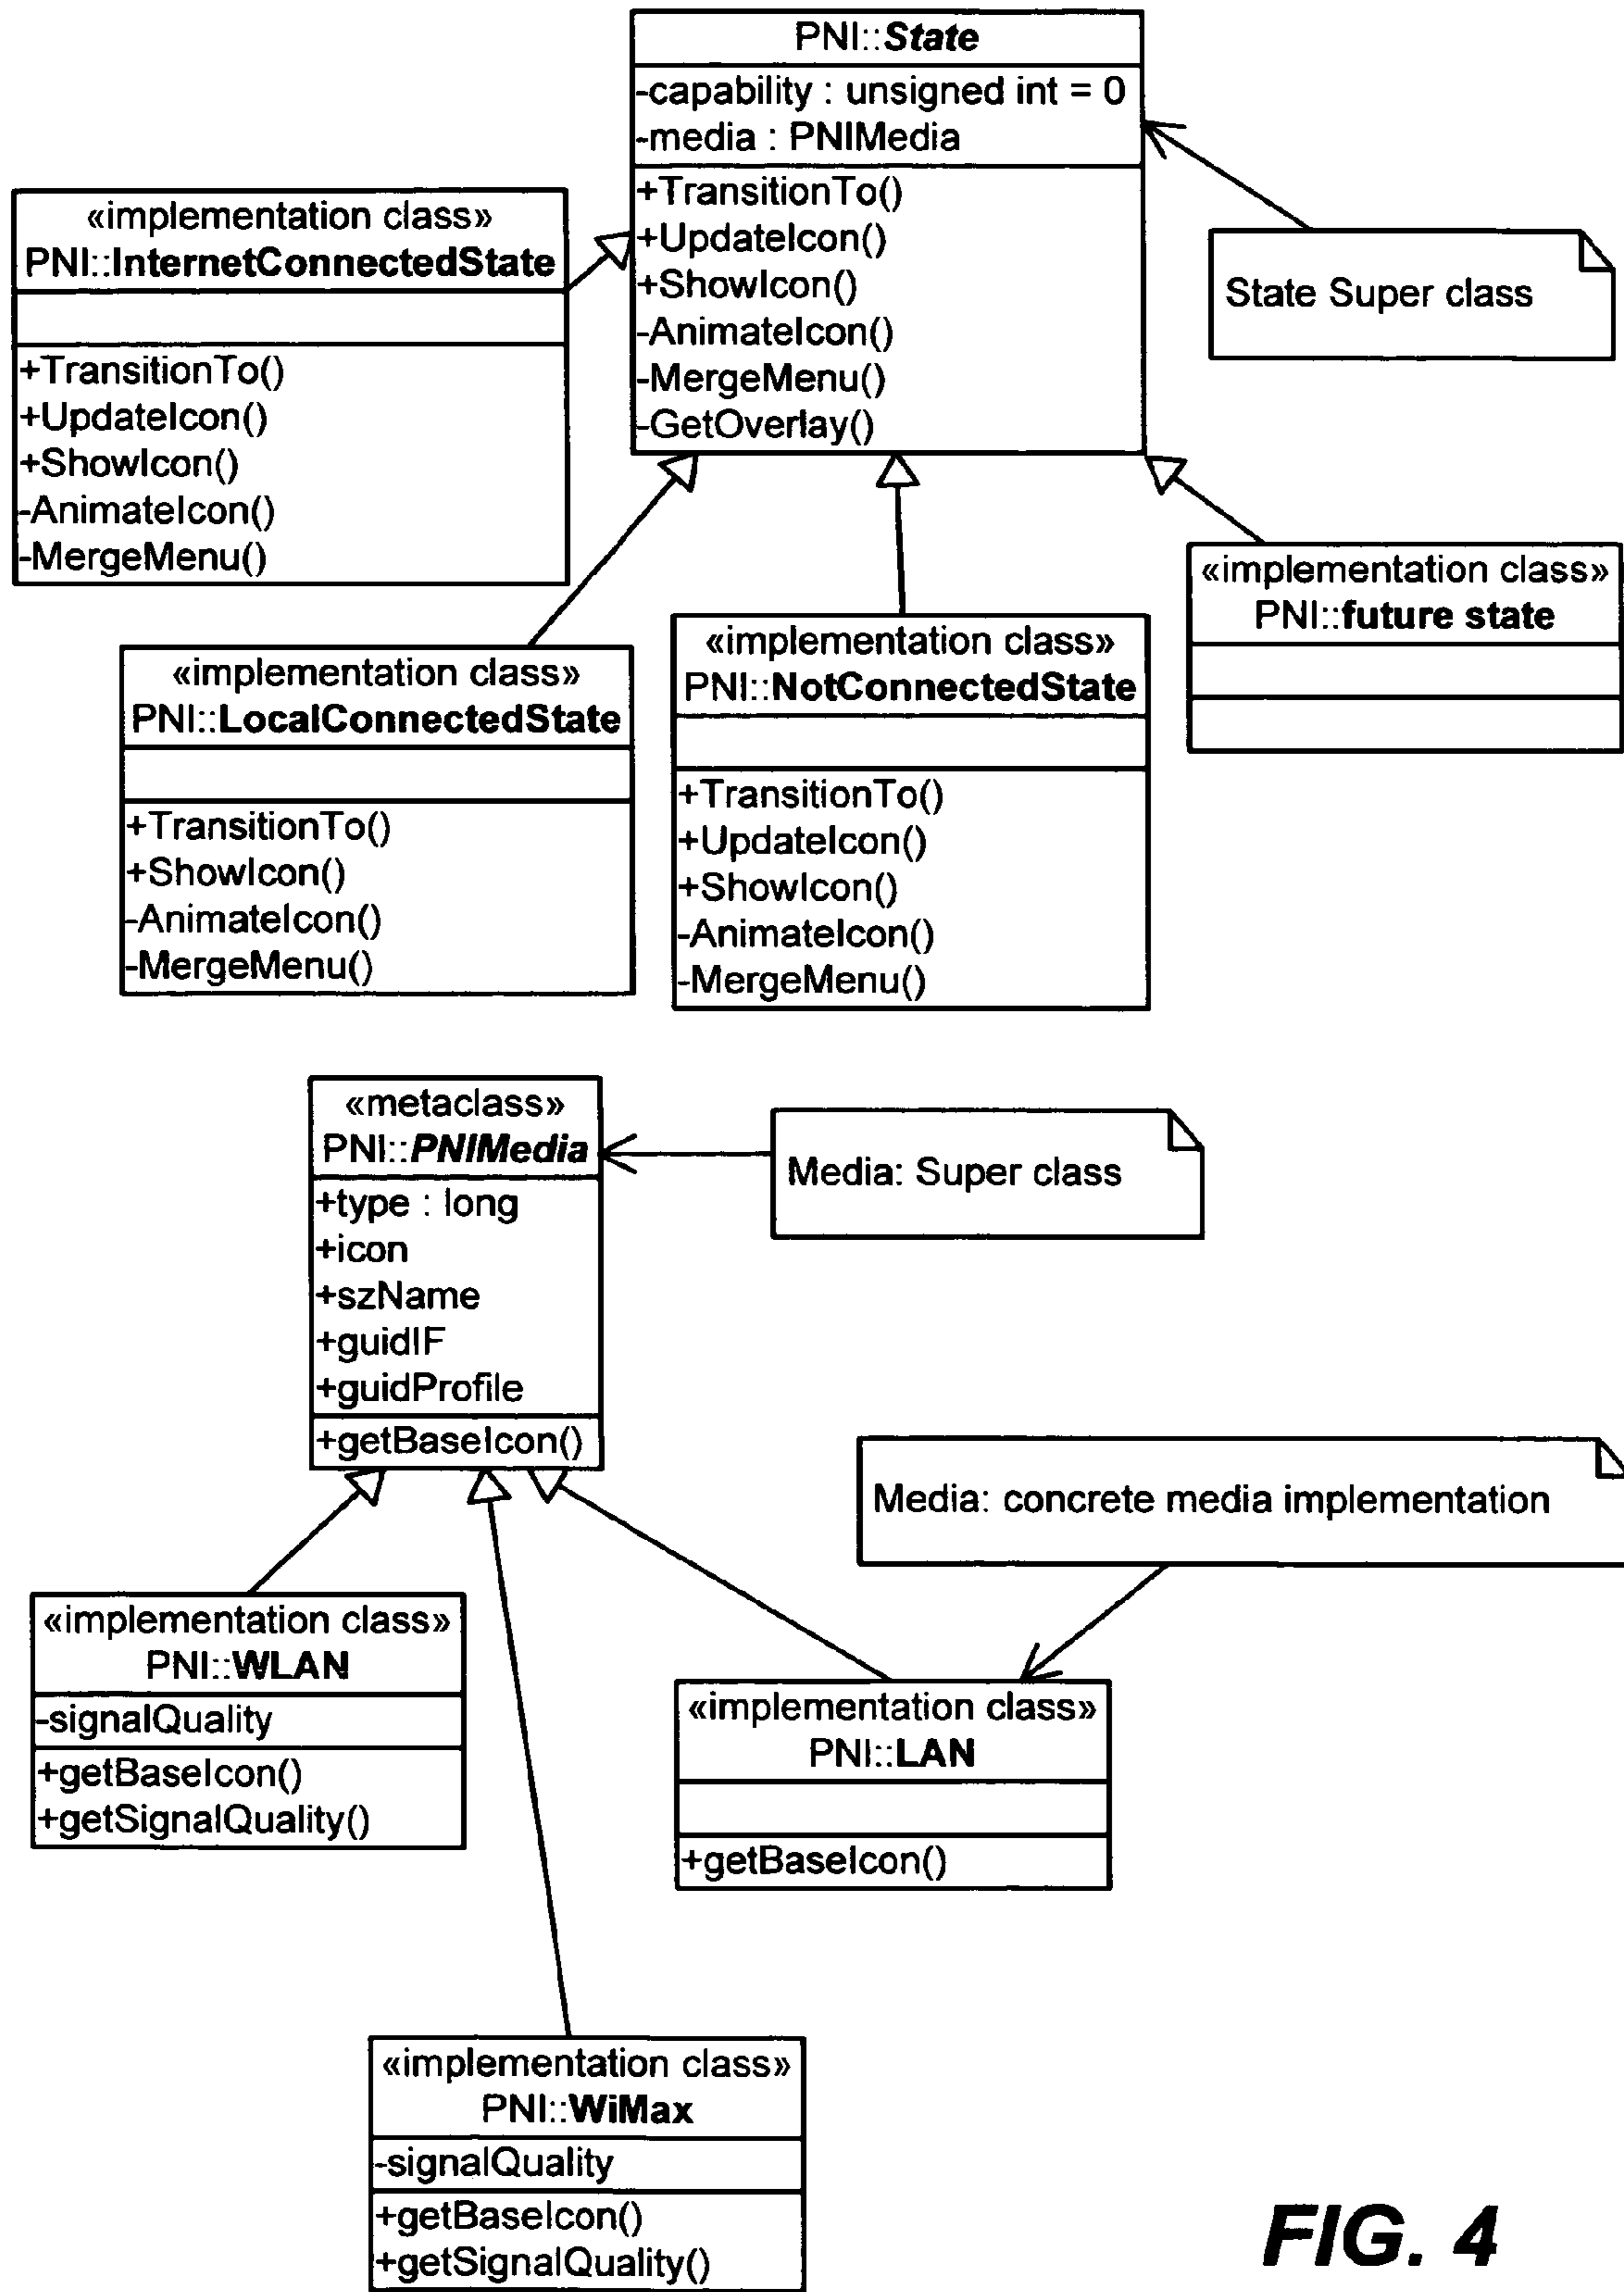 PNI::State
-capability : unsigned int = 0
-media : PNIMedia
+TransitionTo()
+UpdateIcon()
+ShowIcon()
-AnimateIcon()
-MergeMenu()
-GetOverlay()
State Super class
«implementation class»
PNI::InternetConnectedState
+TransitionTo()
+UpdateIcon()
+ShowIcon()
-AnimateIcon()
-MergeMenu()
«implementation class»
PNI::LocalConnectedState
+TransitionTo()
+ShowIcon()
-AnimateIcon()
-MergeMenu()
«implementation class»
PNI::NotConnectedState
+TransitionTo()
+UpdateIcon()
+ShowIcon()
-AnimateIcon()
-MergeMenu()
«implementation class»
PNI::future state
«metaclass»
PNI::PNIMedia
+type : long
+icon
+szName
+guidIF
+guidProfile
+getBaseIcon()
Media: Super class
Media: concrete media implementation
«implementation class»
PNI::WLAN
-signalQuality
+getBaseIcon()
+getSignalQuality()
«implementation class»
PNI::LAN
+getBaseIcon()
«implementation class»
PNI::WiMax
-signalQuality
+getBaseIcon()
+getSignalQuality()
FIG. 4